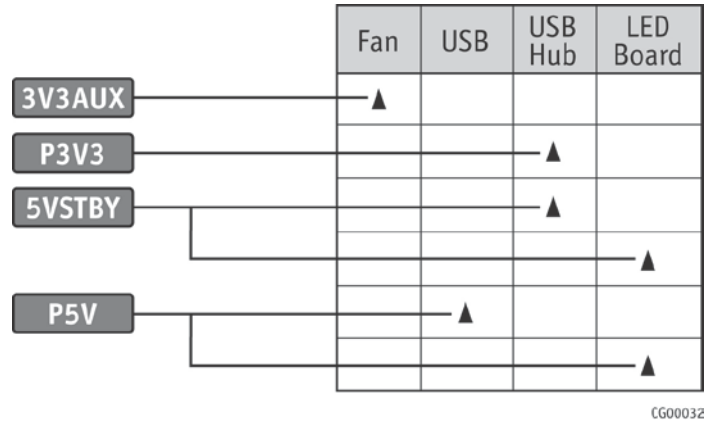 Fan
USB
USB
Hub
LED
Board
3V3AUX
P3V3
5VSTBY
P5V
CG00032